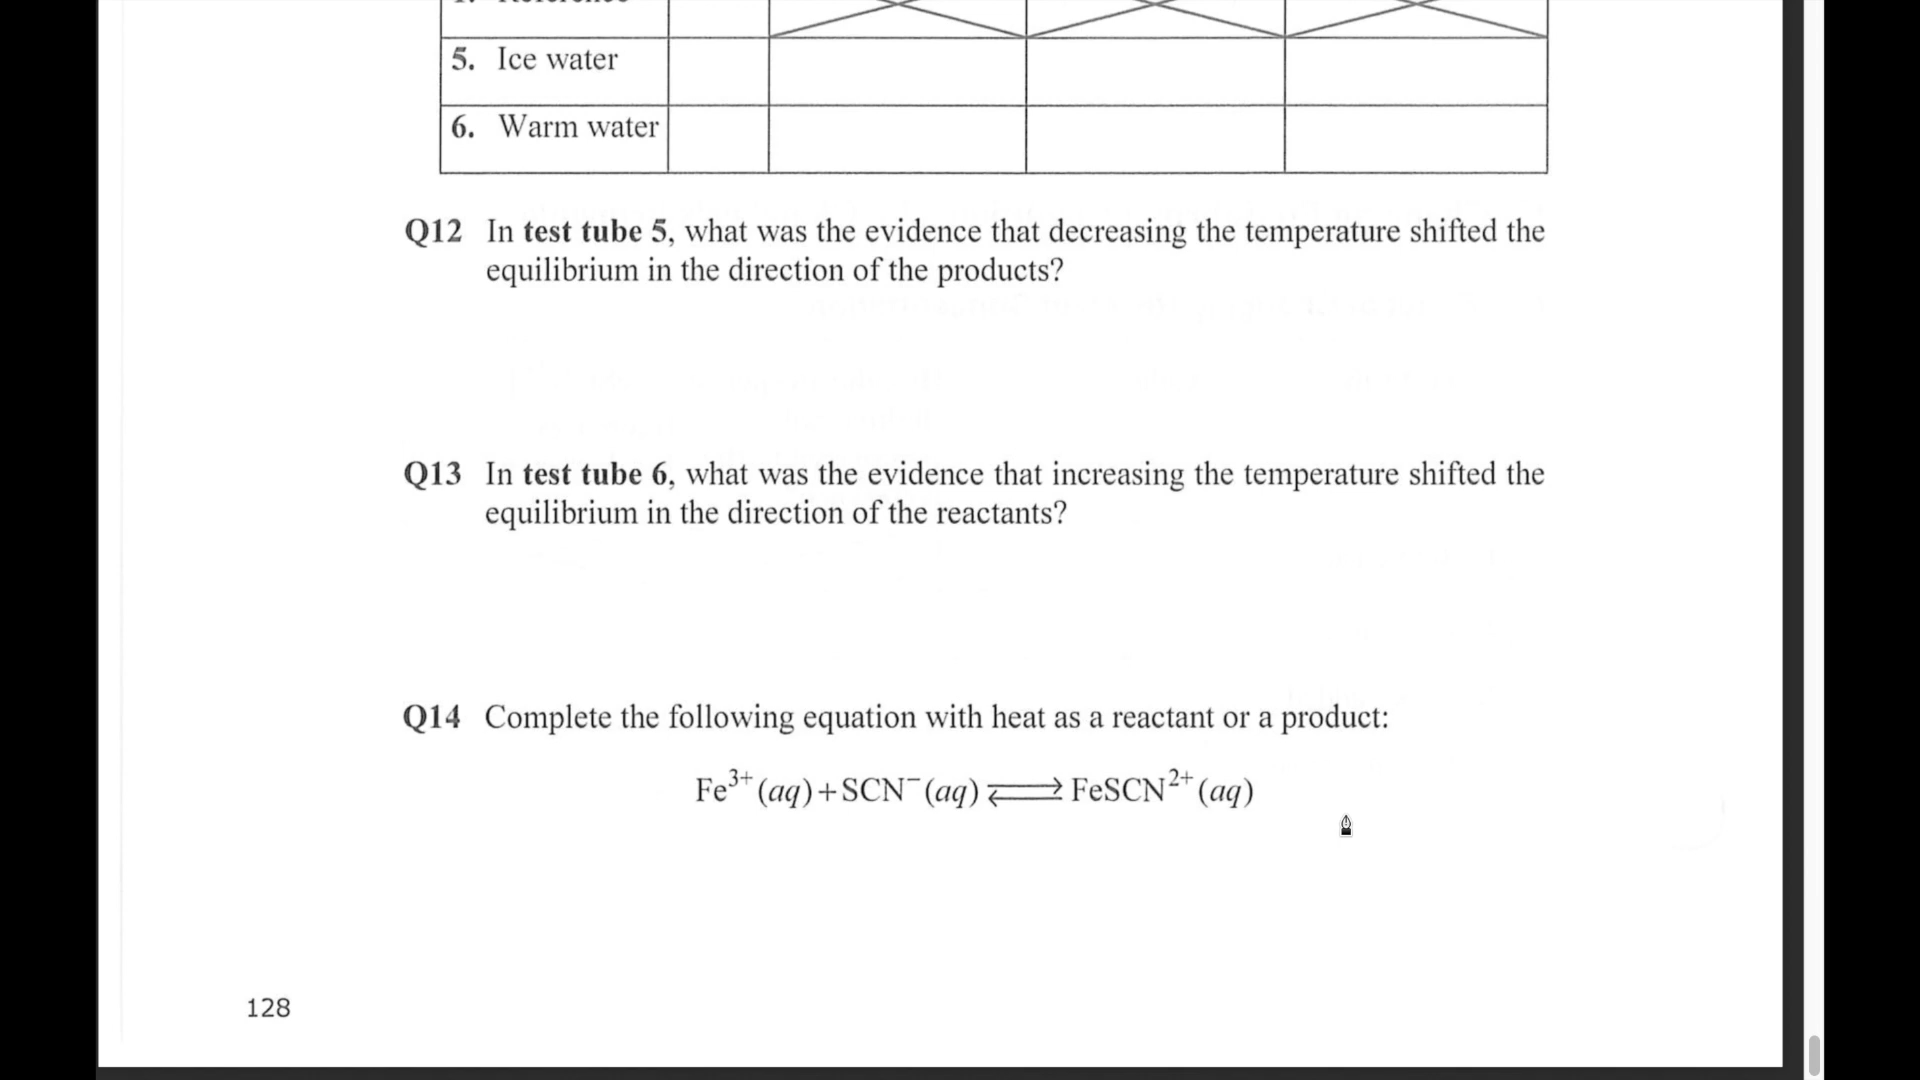 5. Ice water
6. Warm water
Q12 In test tube 5, what was the evidence that decreasing the temperature shifted the
equilibrium in the direction of the products?
Q13 In test tube 6, what was the evidence that increasing the temperature shifted the
equilibrium in the direction of the reactants?
Q14 Complete the following equation with heat as a reactant or a product:
Fe³⁺(aq)+SCN⁻(aq) ⇌ FeSCN²⁺(aq)
128